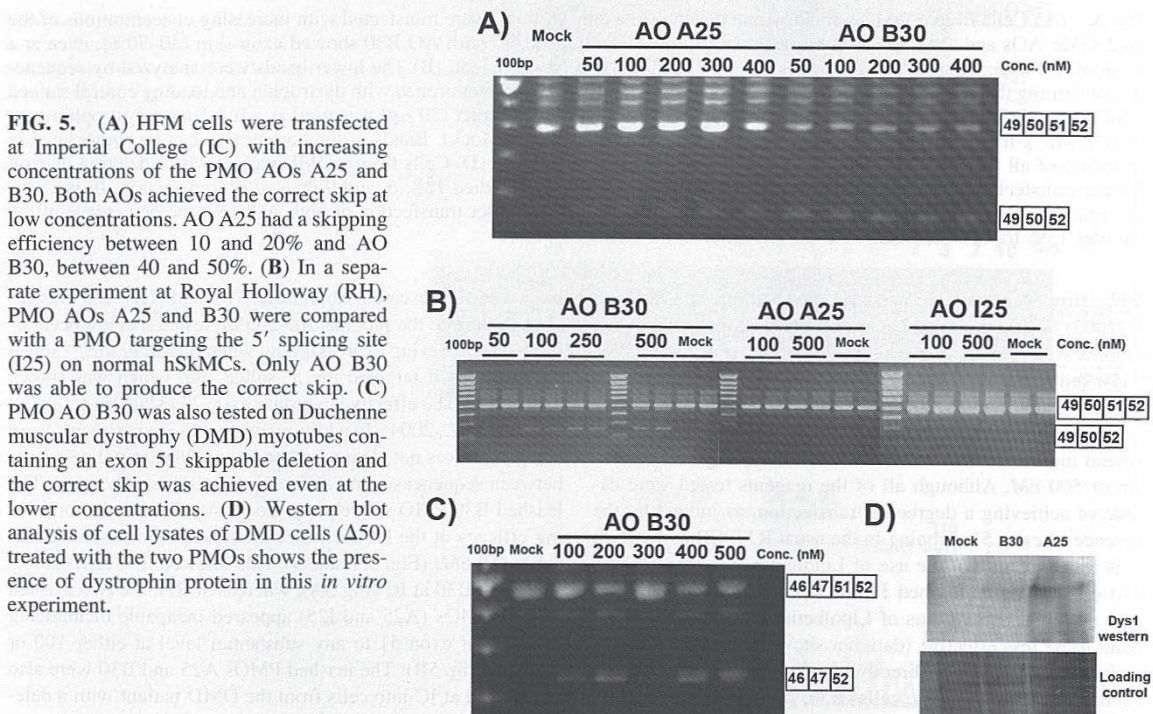 FIG. 5. (A) HFM cells were transfected
at Imperial College (IC) with increasing
concentrations of the PMO AOs A25 and
B30. Both AOs achieved the correct skip at
low concentrations. AO A25 had a skipping
efficiency between 10 and 20% and AO
B30, between 40 and 50%. (B) In a sepa-
rate experiment at Royal Holloway (RH),
PMO AOs A25 and B30 were compared
with a PMO targeting the 5′ splicing site
(I25) on normal hSkMCs. Only AO B30
was able to produce the correct skip. (C)
PMO AO B30 was also tested on Duchenne
muscular dystrophy (DMD) myotubes con-
taining an exon 51 skippable deletion and
the correct skip was achieved even at the
lower concentrations. (D) Western blot
analysis of cell lysates of DMD cells (A50)
treated with the two PMOs shows the pres-
ence of dystrophin protein in this in vitro
experiment.
A)
Mock AO A25 AO B30
100bp 50 100 200 300 400 50 100 200 300 400 Conc. (nM)
49 50 51 52
49 50 52
B)
AO B30 AO A25 AO I25
100bp 50 100 250 500 Mock 100 500 Mock 100 500 Mock Conc. (nM)
49 50 51 52
49 50 52
C)
AO B30
100bp Mock 100 200 300 400 500 Conc. (nM)
46 47 51 52
46 47 52
D)
Mock B30 A25
Dys1
western
Loading
control